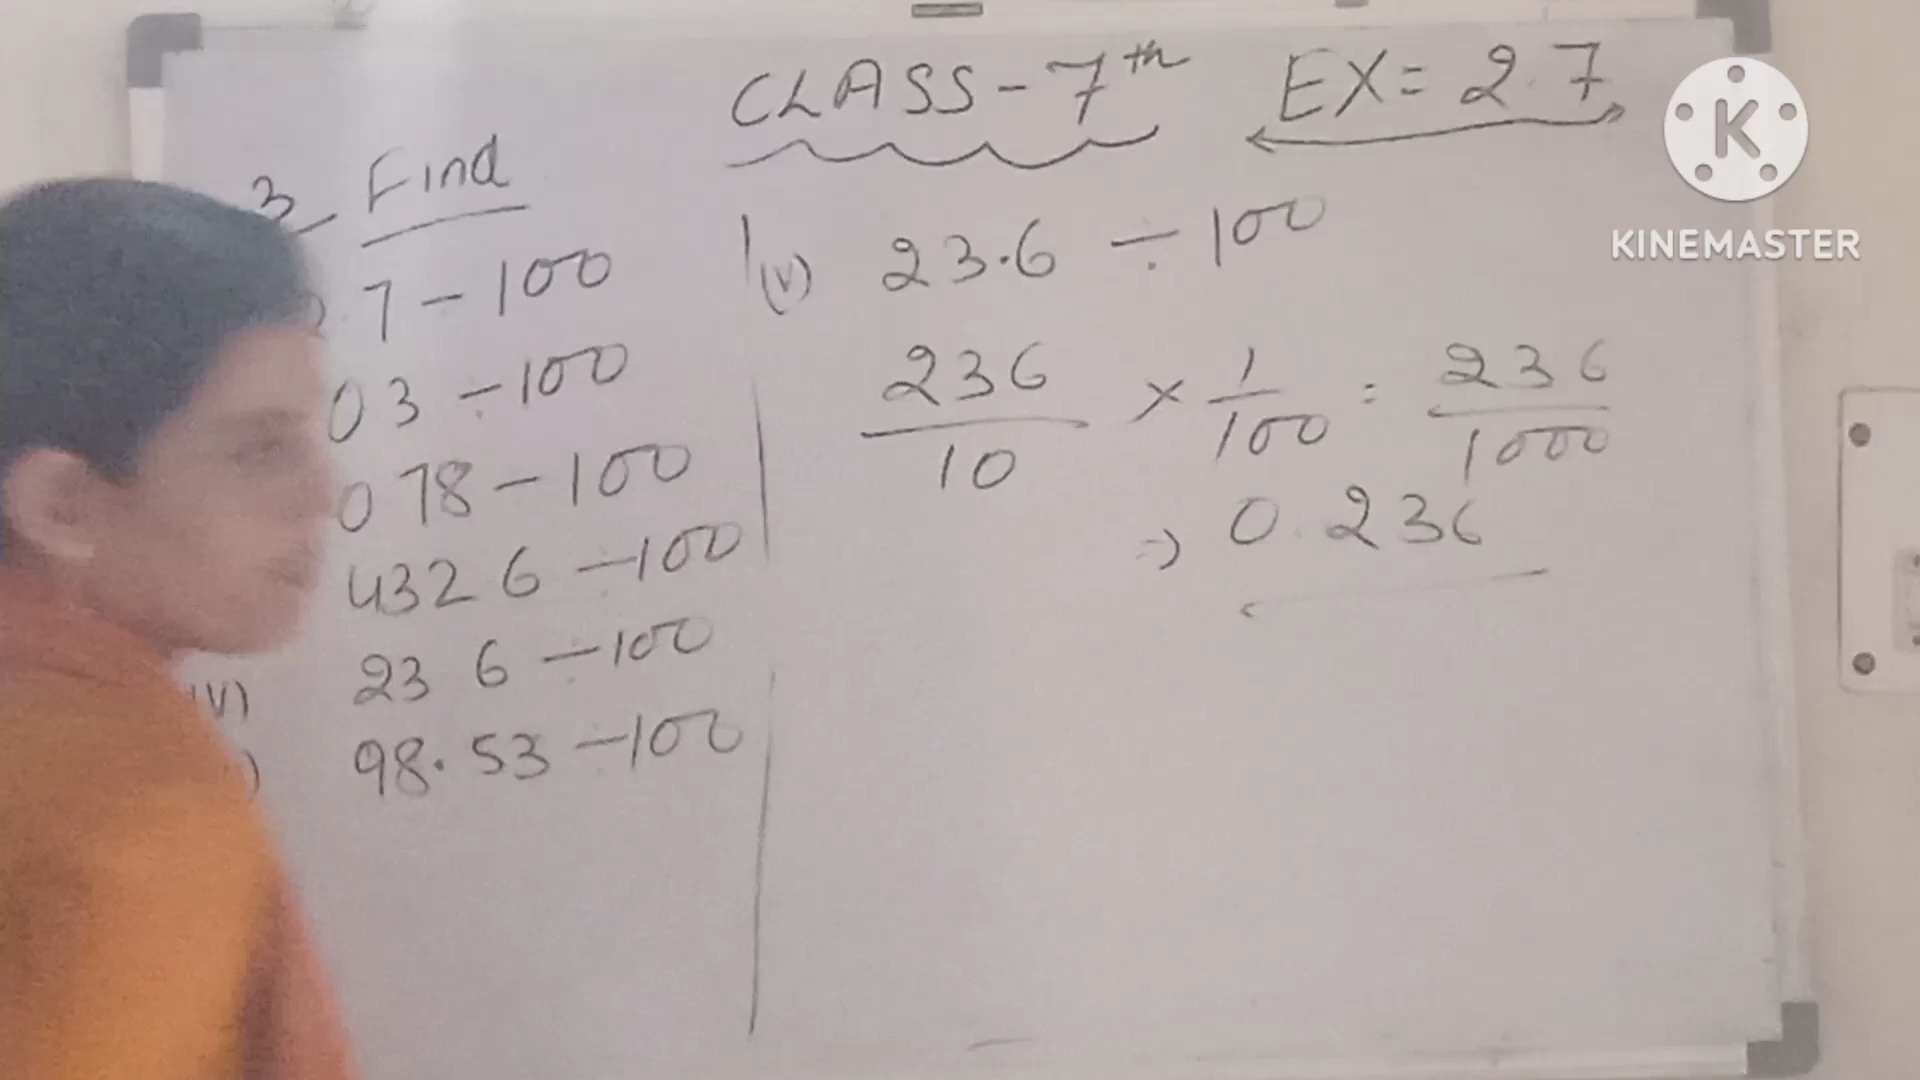 CLASS-7th EX= 2.7
3 Find
7 ÷ 100
03 ÷ 100
078 ÷ 100
432 6 ÷ 100
23 6 ÷ 100
98.53 ÷ 100
(V) 23.6 ÷ 100
236/10 × 1/100 = 236/1000
⇒ 0.236
K
KINEMASTER